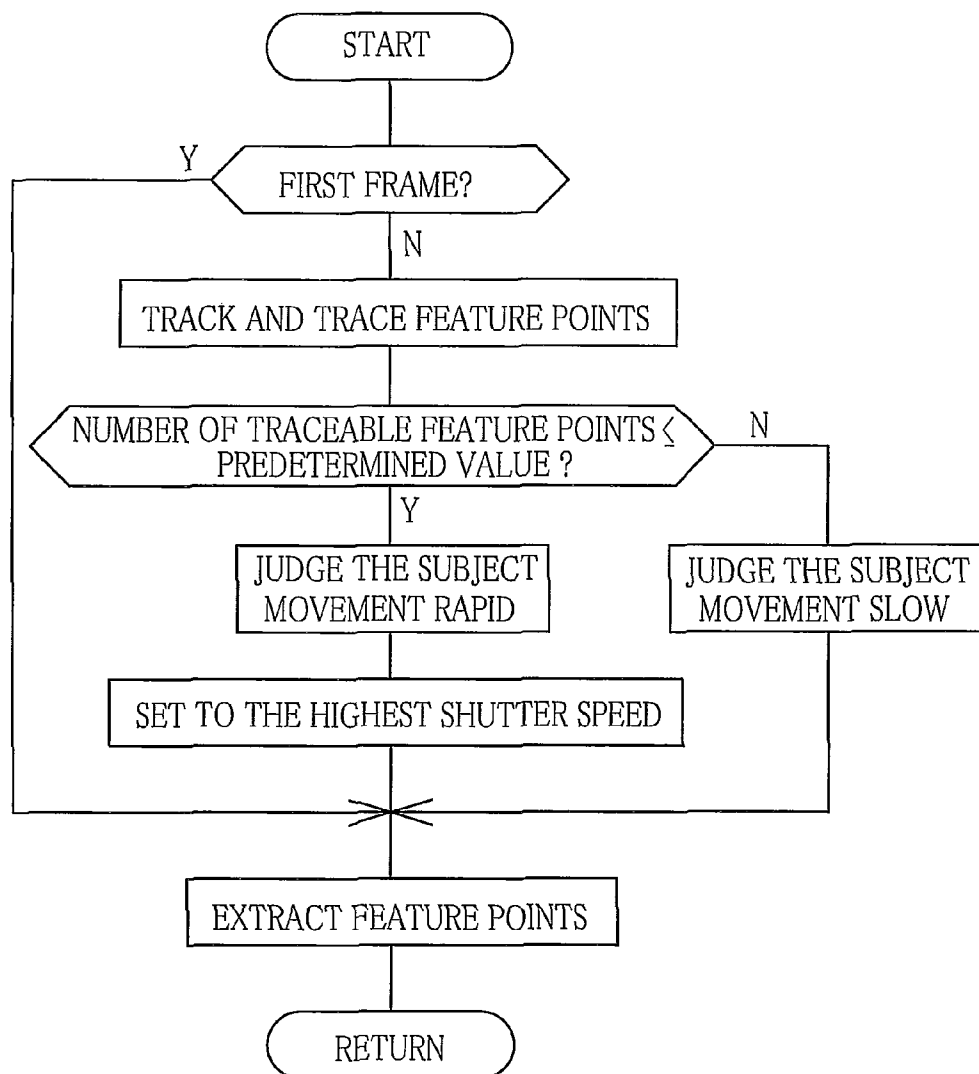 START
Y
FIRST FRAME?
N
TRACK AND TRACE FEATURE POINTS
NUMBER OF TRACEABLE FEATURE POINTS ≤
PREDETERMINED VALUE ?
N
Y
JUDGE THE SUBJECT
MOVEMENT RAPID
JUDGE THE SUBJECT
MOVEMENT SLOW
SET TO THE HIGHEST SHUTTER SPEED
EXTRACT FEATURE POINTS
RETURN